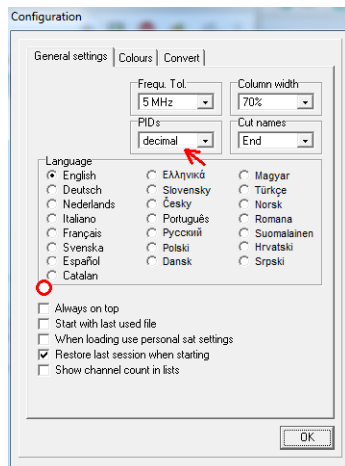 Configuration
General settings
Colours
Convert
Frequ. Tol.
Column width
5 MHz
70%
PIDs
Cut names
decimal
End
Language
English
Ελληνικά
Magyar
Deutsch
Slovensky
Türkçe
Nederlands
Česky
Norsk
Italiano
Português
Romana
Français
Русский
Suomalainen
Svenska
Polski
Hrvatski
Español
Dansk
Srpski
Catalan
Always on top
Start with last used file
When loading use personal sat settings
Restore last session when starting
Show channel count in lists
OK